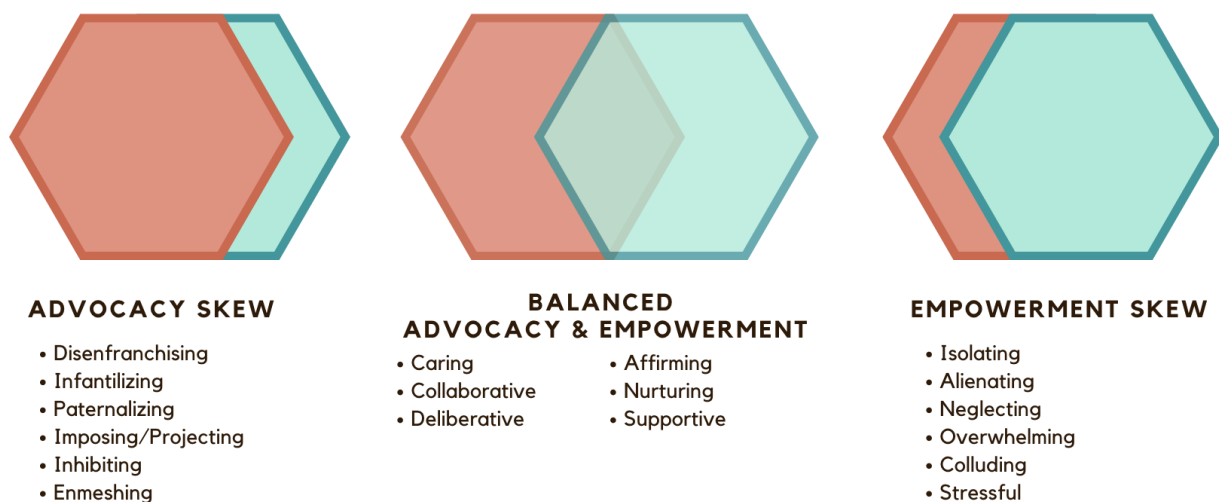 ADVOCACY SKEW
• Disenfranchising
• Infantilizing
• Paternalizing
• Imposing/Projecting
• Inhibiting
• Enmeshing
BALANCED
ADVOCACY & EMPOWERMENT
• Caring
• Collaborative
• Deliberative
• Affirming
• Nurturing
• Supportive
EMPOWERMENT SKEW
• Isolating
• Alienating
• Neglecting
• Overwhelming
• Colluding
• Stressful